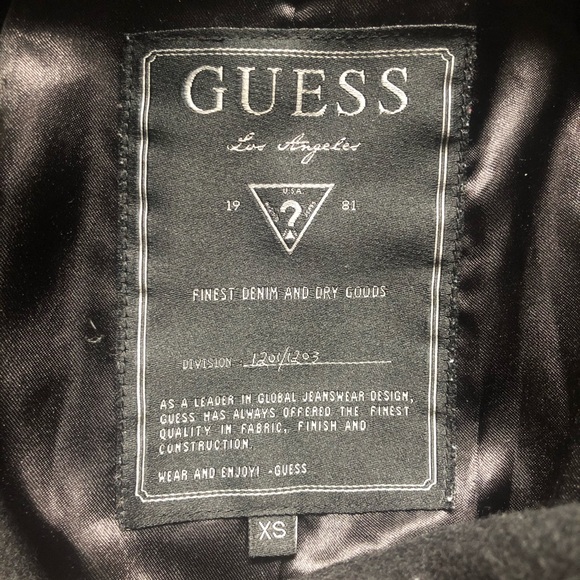 GUESS
Los Angeles
U.S.A.
19 ? 81
FINEST DENIM AND DRY GOODS
DIVISION 1201/1203
AS A LEADER IN GLOBAL JEANSWEAR DESIGN,
GUESS HAS ALWAYS OFFERED THE FINEST
QUALITY IN FABRIC, FINISH AND
CONSTRUCTION.
WEAR AND ENJOY! -GUESS
XS